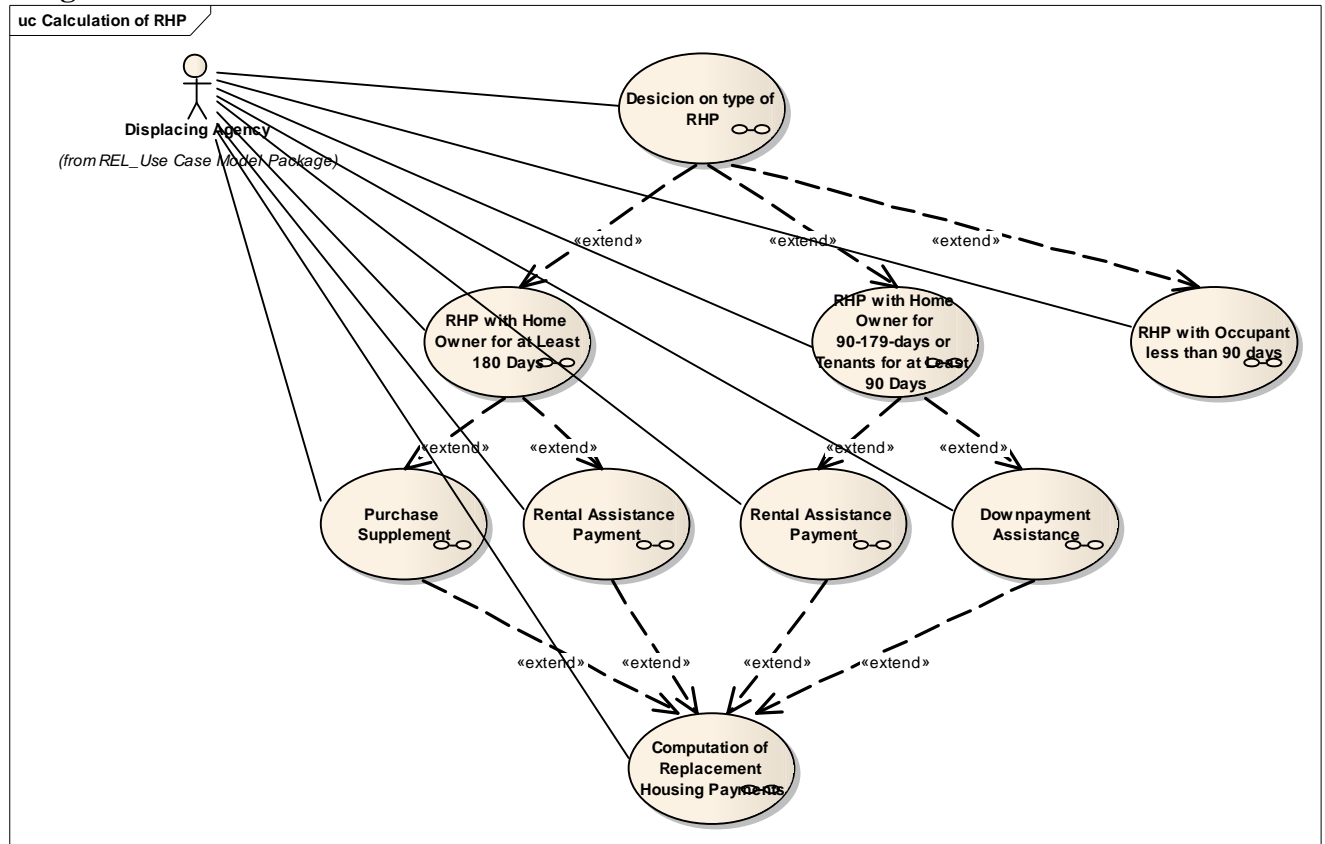 uc Calculation of RHP
Displacing Agency
(from REL_Use Case Model Package)
Desicion on type of
RHP
«extend»
«extend»
«extend»
RHP with Home
Owner for at Least
180 Days
RHP with Home
Owner for
90-179-days or
Tenants for at Least
90 Days
RHP with Occupant
less than 90 days
«extend»
«extend»
«extend»
«extend»
Purchase
Supplement
Rental Assistance
Payment
Rental Assistance
Payment
Downpayment
Assistance
«extend»
«extend»
«extend»
«extend»
Computation of
Replacement
Housing Payments